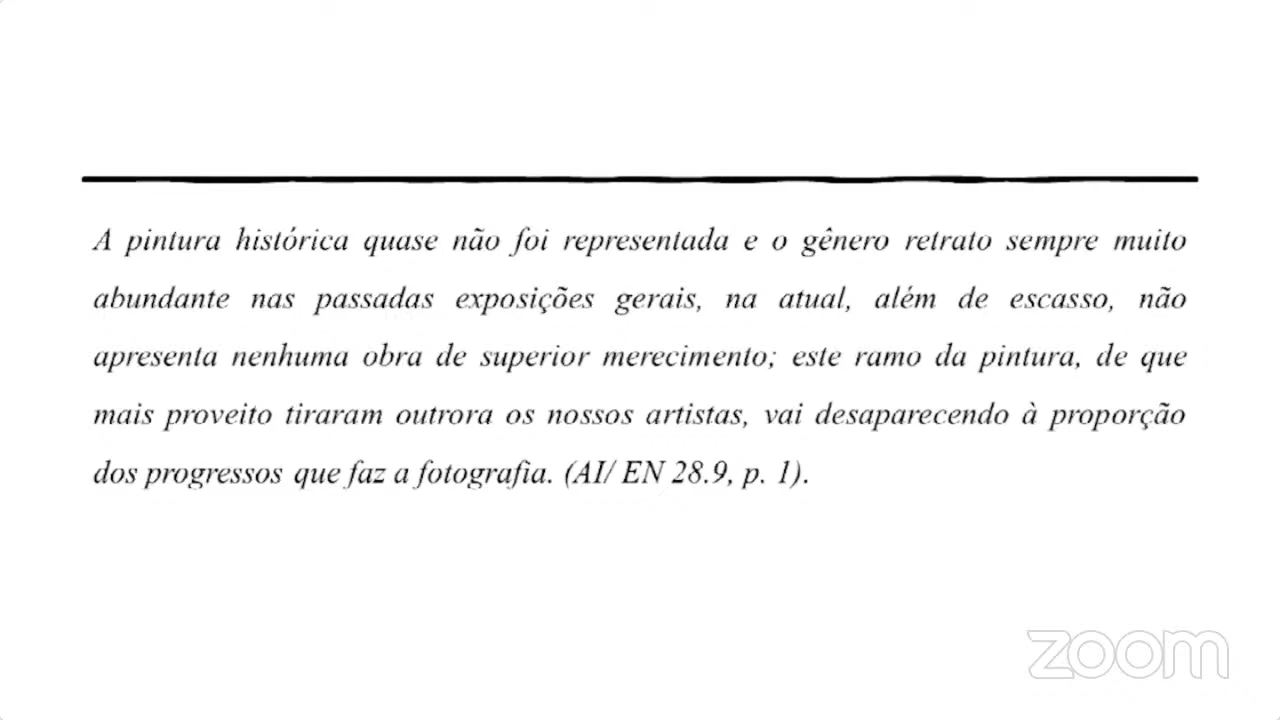 A pintura histórica quase não foi representada e o gênero retrato sempre muito
abundante nas passadas exposições gerais, na atual, além de escasso, não
apresenta nenhuma obra de superior merecimento; este ramo da pintura, de que
mais proveito tiraram outrora os nossos artistas, vai desaparecendo à proporção
dos progressos que faz a fotografia. (AI/ EN 28.9, p. 1).
zoom